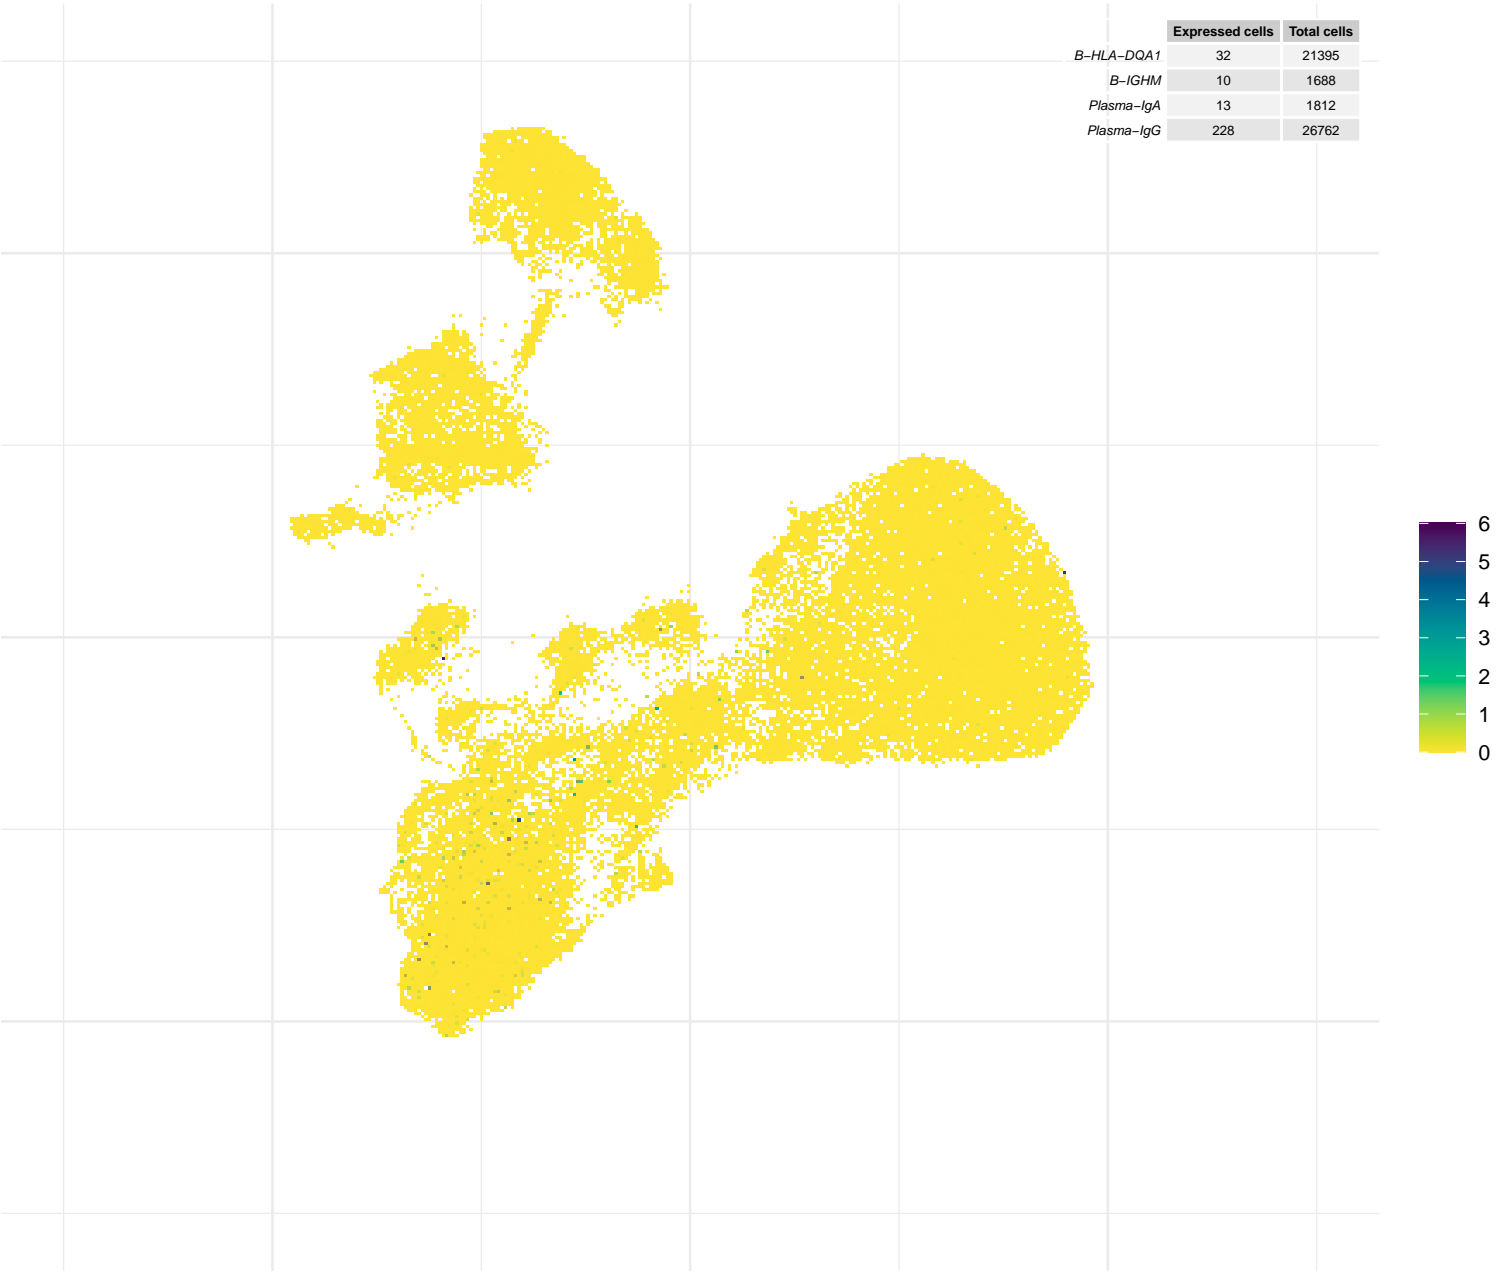 Expressed cells Total cells
B−HLA−DQA1 32 21395
B−IGHM 10 1688
Plasma−IgA 13 1812
Plasma−IgG 228 26762
6
5
4
3
2
1
0